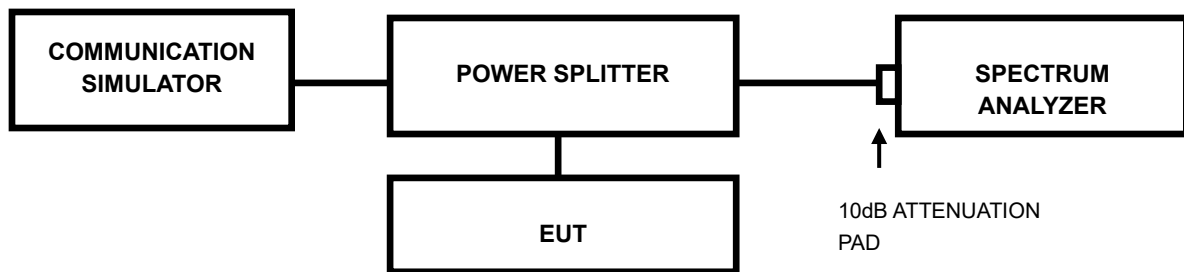 COMMUNICATION
SIMULATOR
POWER SPLITTER
SPECTRUM
ANALYZER
EUT
10dB ATTENUATION
PAD